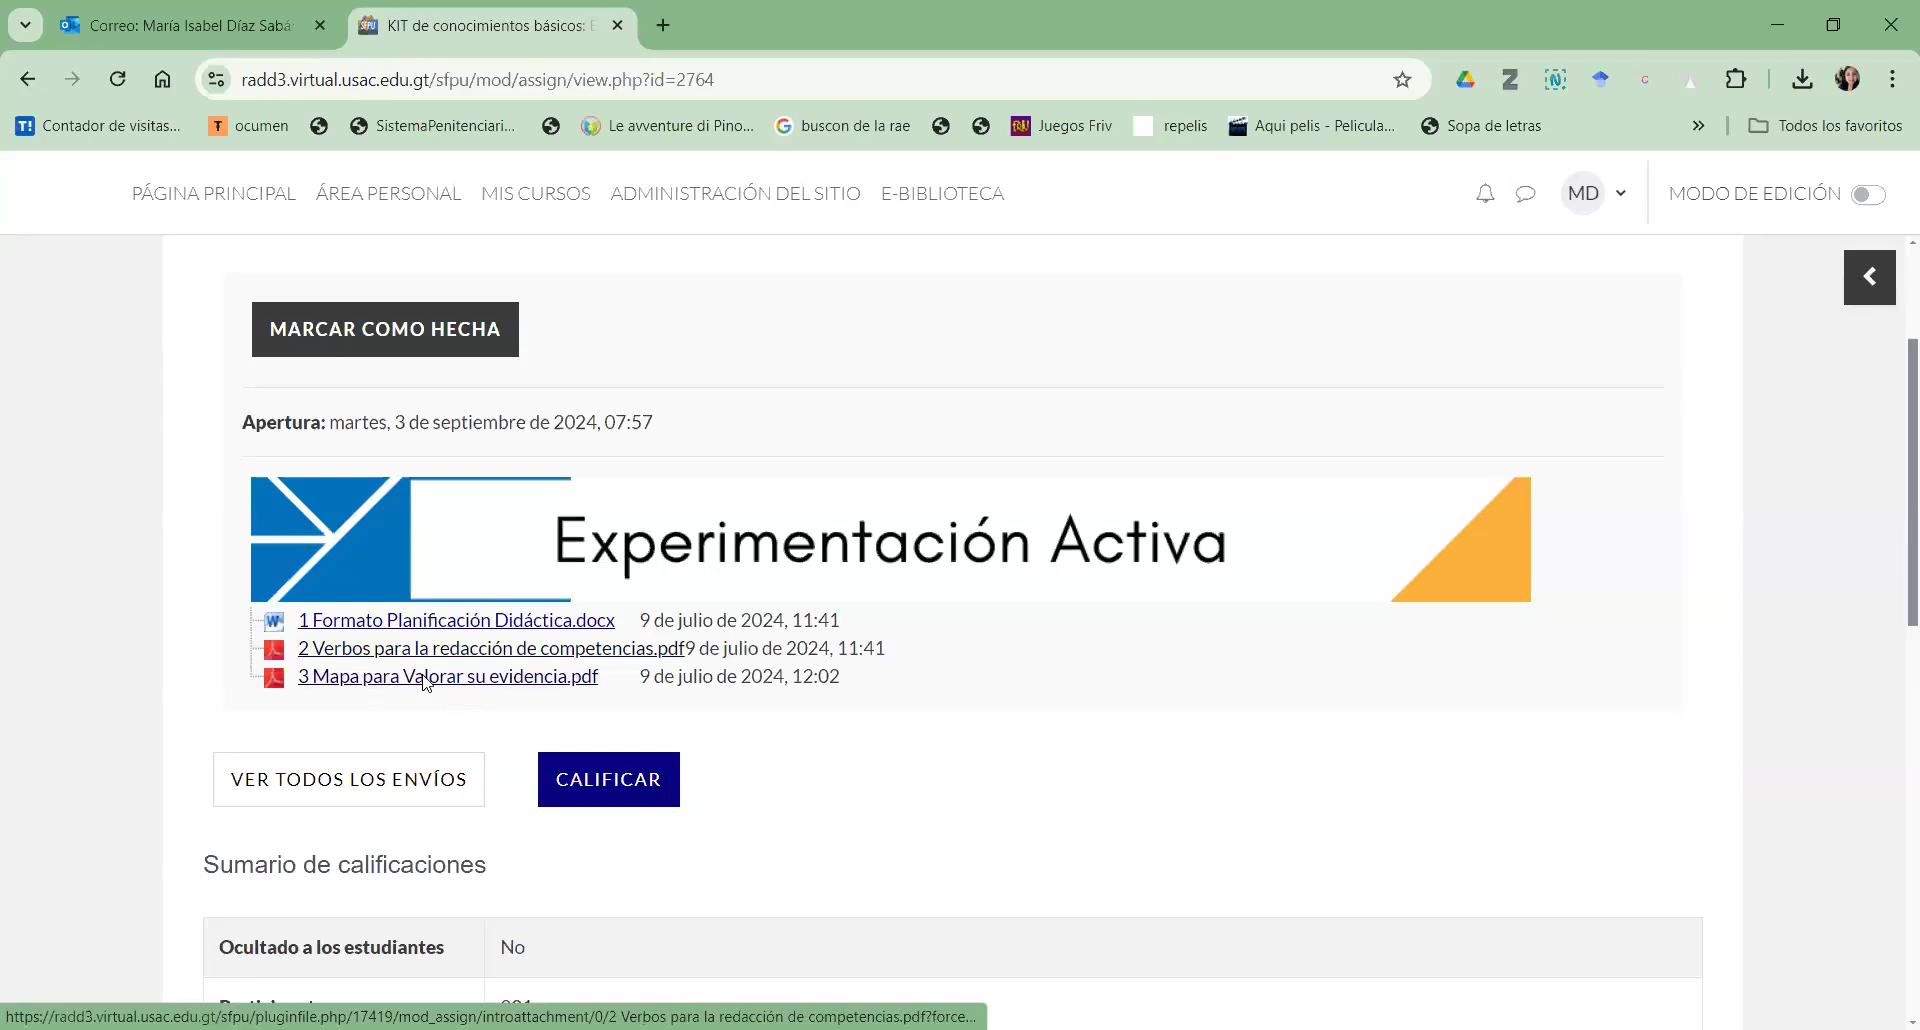 Correo: María Isabel Díaz Saba
KIT de conocimientos básicos: E
radd3.virtual.usac.edu.gt/sfpu/mod/assign/view.php?id=2764
Contador de visitas...
ocumen
SistemaPenitenciari...
Le avventure di Pino...
buscon de la rae
Juegos Friv
repelis
Aqui pelis - Pelicula...
Sopa de letras
Todos los favoritos
PÁGINA PRINCIPAL
ÁREA PERSONAL
MIS CURSOS
ADMINISTRACIÓN DEL SITIO
E-BIBLIOTECA
MD
MODO DE EDICIÓN
MARCAR COMO HECHA
Apertura: martes, 3 de septiembre de 2024, 07:57
Experimentación Activa
1 Formato Planificación Didáctica.docx 9 de julio de 2024, 11:41
2 Verbos para la redacción de competencias.pdf 9 de julio de 2024, 11:41
3 Mapa para Valorar su evidencia.pdf 9 de julio de 2024, 12:02
VER TODOS LOS ENVÍOS
CALIFICAR
Sumario de calificaciones
Ocultado a los estudiantes No
https://radd3.virtual.usac.edu.gt/sfpu/pluginfile.php/17419/mod_assign/introattachment/0/2 Verbos para la redacción de competencias.pdf?force...